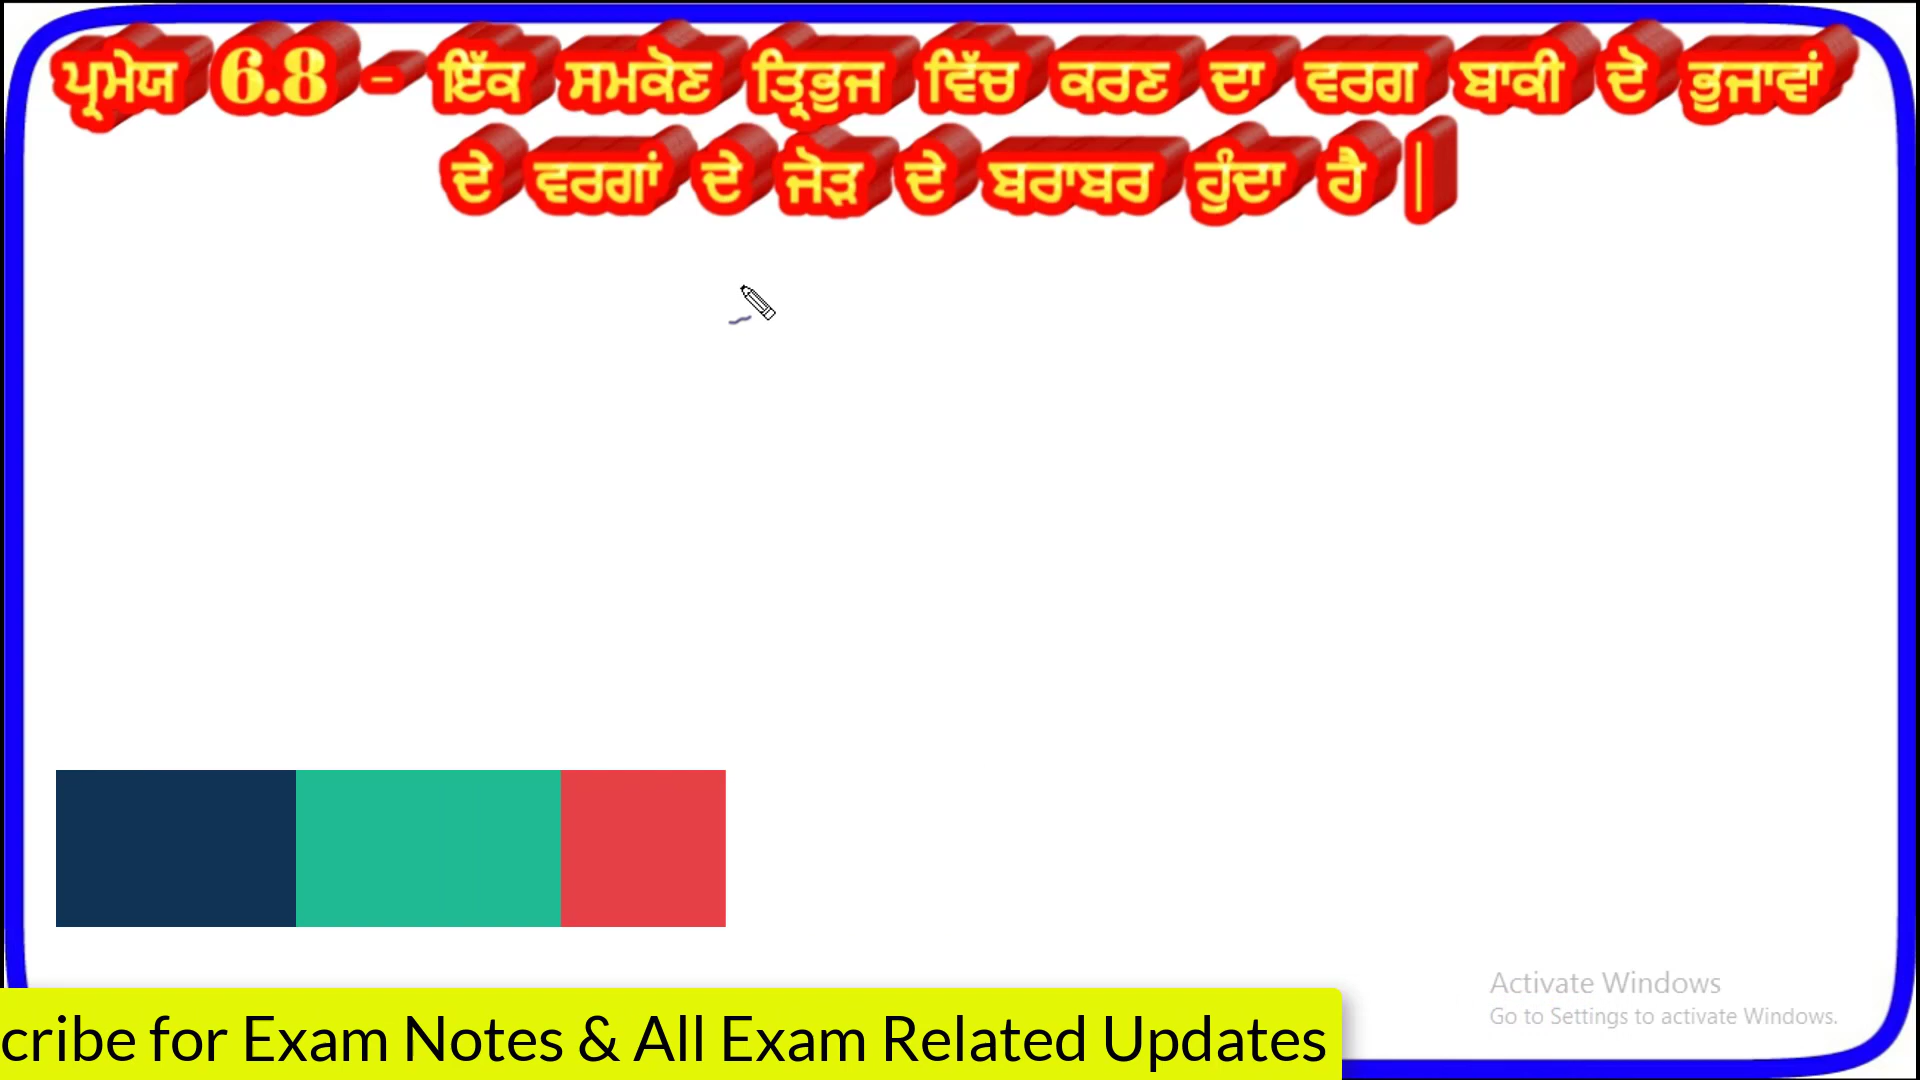 ਪ੍ਰਮੇਯ 6.8 - ਇੱਕ ਸਮਕੋਣ ਤ੍ਰਿਭੁਜ ਵਿੱਚ ਕਰਣ ਦਾ ਵਰਗ ਬਾਕੀ ਦੋ ਭੁਜਾਵਾਂ
ਦੇ ਵਰਗਾਂ ਦੇ ਜੋੜ ਦੇ ਬਰਾਬਰ ਹੁੰਦਾ ਹੈ |
Activate Windows
Go to Settings to activate Windows.
cribe for Exam Notes & All Exam Related Updates